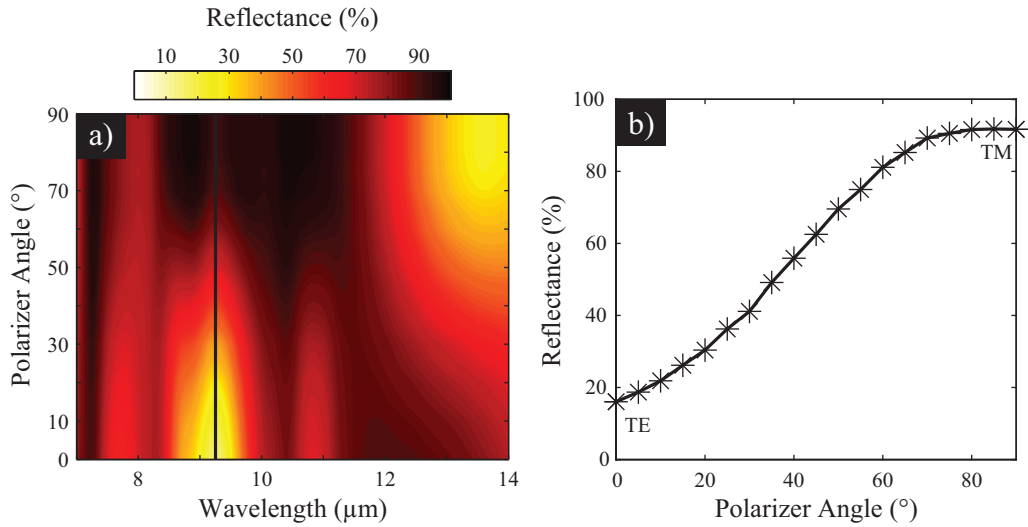 Reflectance (%)
10 30 50 70 90
a)
90
70
50
30
10
0
Polarizer Angle (°)
8 10 12 14
Wavelength (µm)
b)
100
80
60
40
20
0
Reflectance (%)
TM
TE
0 20 40 60 80
Polarizer Angle (°)